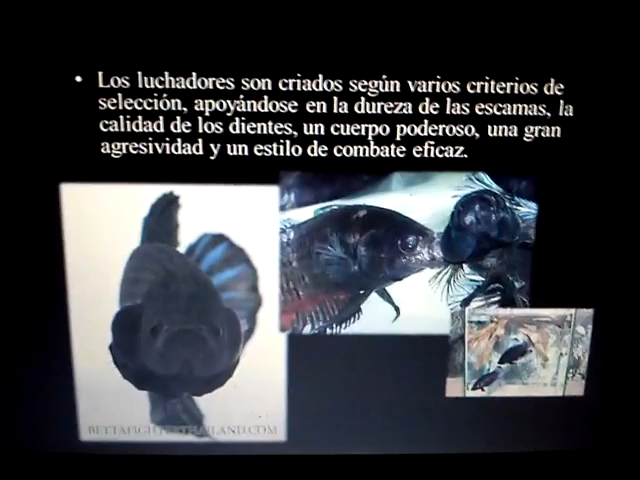 • Los luchadores son criados según varios criterios de
selección, apoyándose en la dureza de las escamas, la
calidad de los dientes, un cuerpo poderoso, una gran
agresividad y un estilo de combate eficaz.